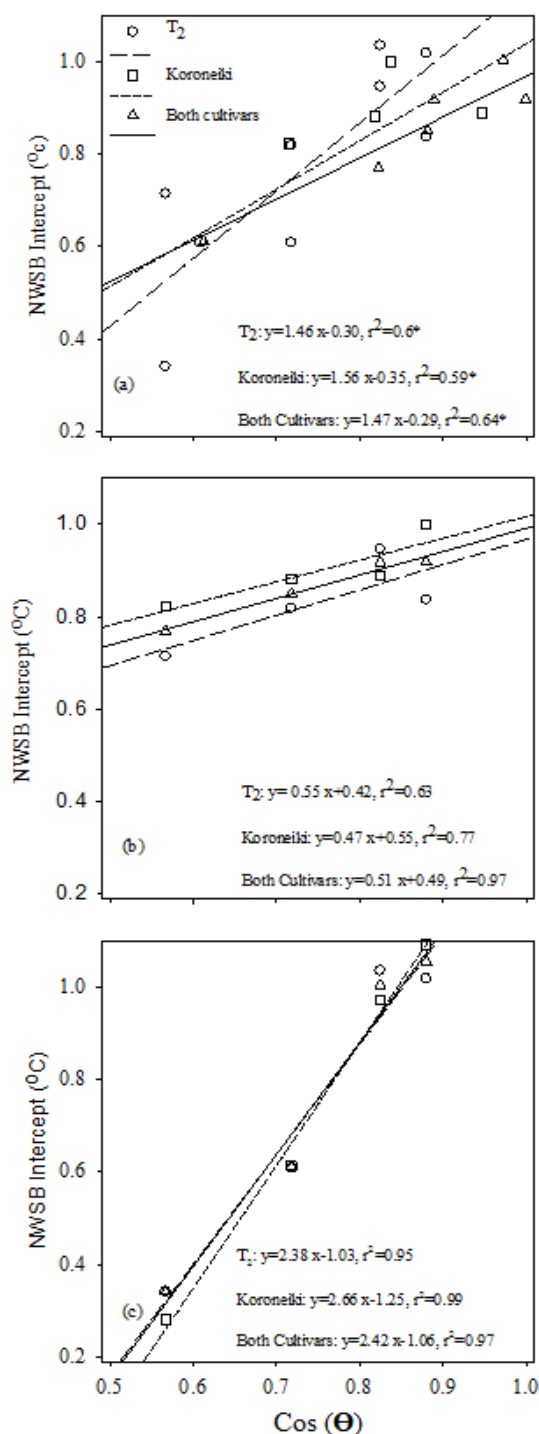 T2
Koroneiki
Both cultivars
1.0
0.8
0.6
0.4
0.2
NWSB Intercept (⁰c)
T2: y=1.46 x-0.30, r²=0.6*
Koroneiki: y=1.56 x-0.35, r²=0.59*
Both Cultivars: y=1.47 x-0.29, r²=0.64*
(a)
1.0
0.8
0.6
0.4
0.2
NWSB Intercept (⁰C)
T2: y= 0.55 x+0.42, r²=0.63
Koroneiki: y=0.47 x+0.55, r²=0.77
Both Cultivars: y=0.51 x+0.49, r²=0.97
(b)
1.0
0.8
0.6
0.4
0.2
NWSB Intercept (⁰C)
T2: y=2.38 x-1.03, r²=0.95
Koroneiki: y=2.66 x-1.25, r²=0.99
Both Cultivars: y=2.42 x-1.06, r²=0.97
(c)
0.5 0.6 0.7 0.8 0.9 1.0
Cos (Θ)